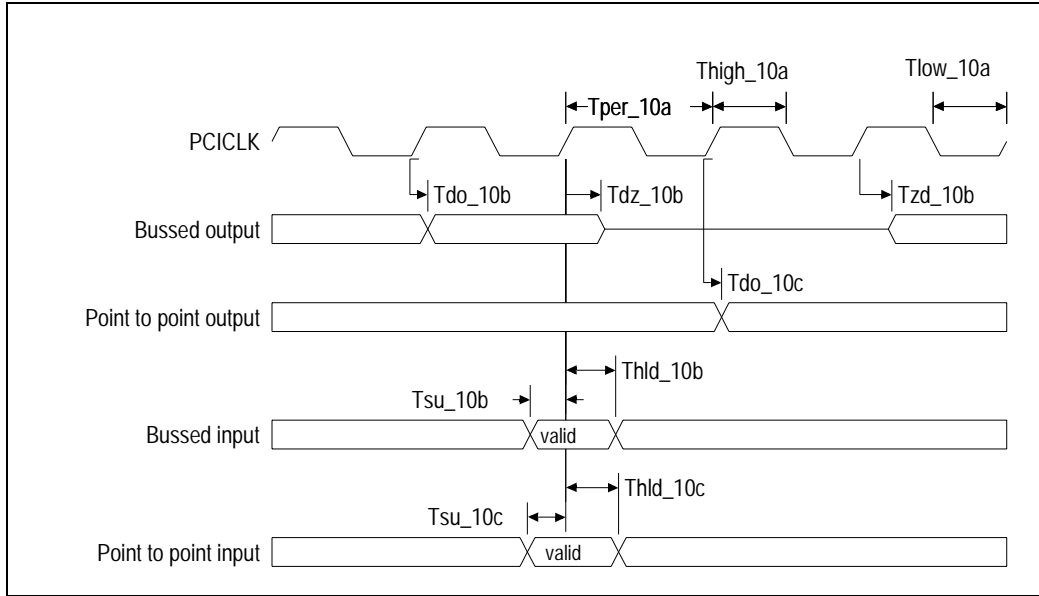 Thigh_10a
Tlow_10a
Tper_10a
PCICLK
Tdo_10b
Tdz_10b
Tzd_10b
Bussed output
Tdo_10c
Point to point output
Thld_10b
Tsu_10b
Bussed input
valid
Thld_10c
Tsu_10c
Point to point input
valid